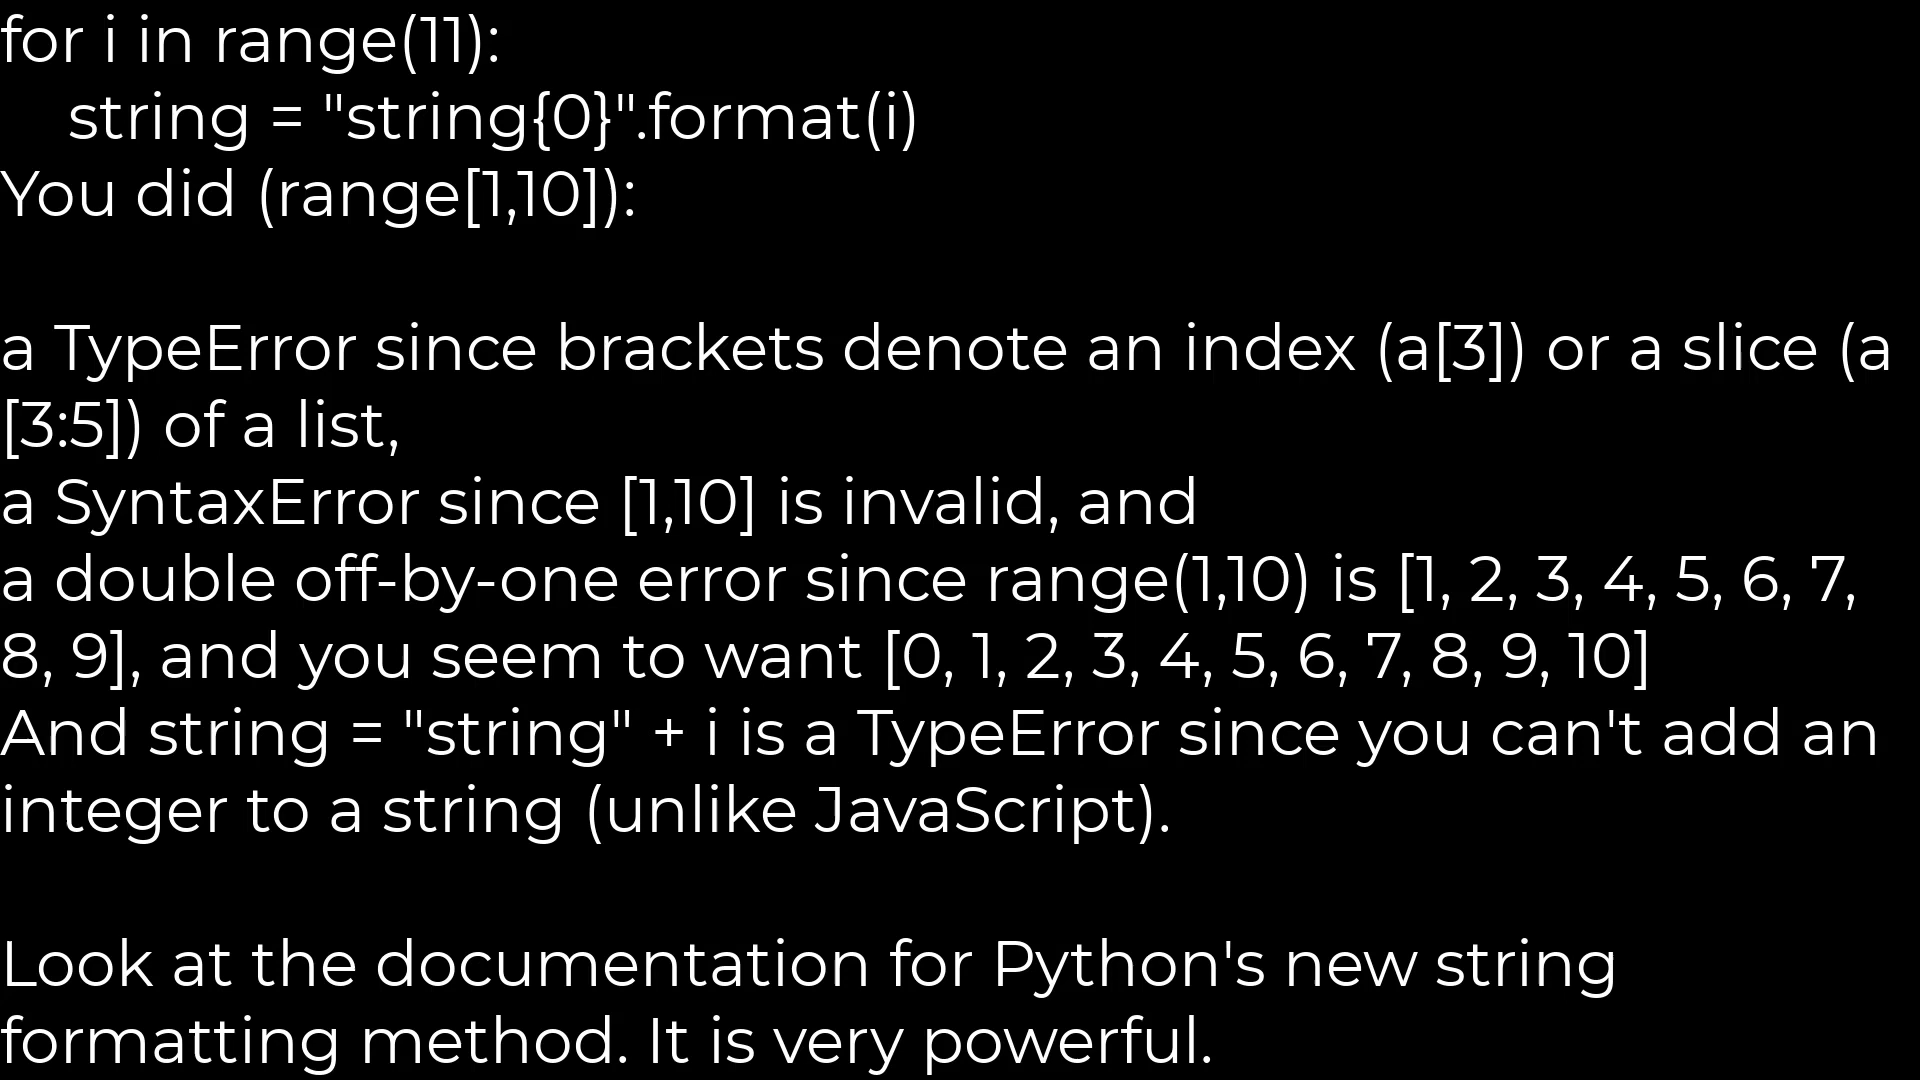 for i in range(11):
    string = "string{0}".format(i)
You did (range[1,10]):
a TypeError since brackets denote an index (a[3]) or a slice (a
[3:5]) of a list,
a SyntaxError since [1,10] is invalid, and
a double off-by-one error since range(1,10) is [1, 2, 3, 4, 5, 6, 7,
8, 9], and you seem to want [0, 1, 2, 3, 4, 5, 6, 7, 8, 9, 10]
And string = "string" + i is a TypeError since you can't add an
integer to a string (unlike JavaScript).
Look at the documentation for Python's new string
formatting method. It is very powerful.